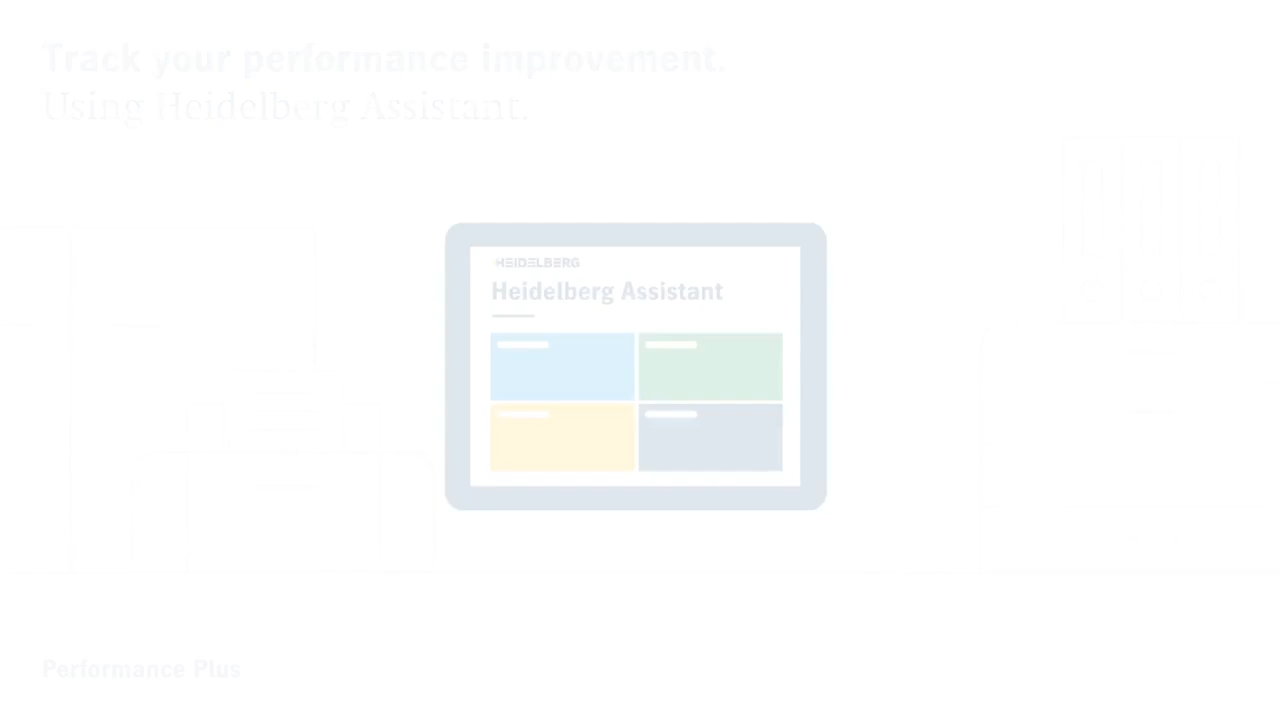 Track your performance improvement.
Using Heidelberg Assistant.
HEIDELBERG
Heidelberg Assistant
Performance Plus